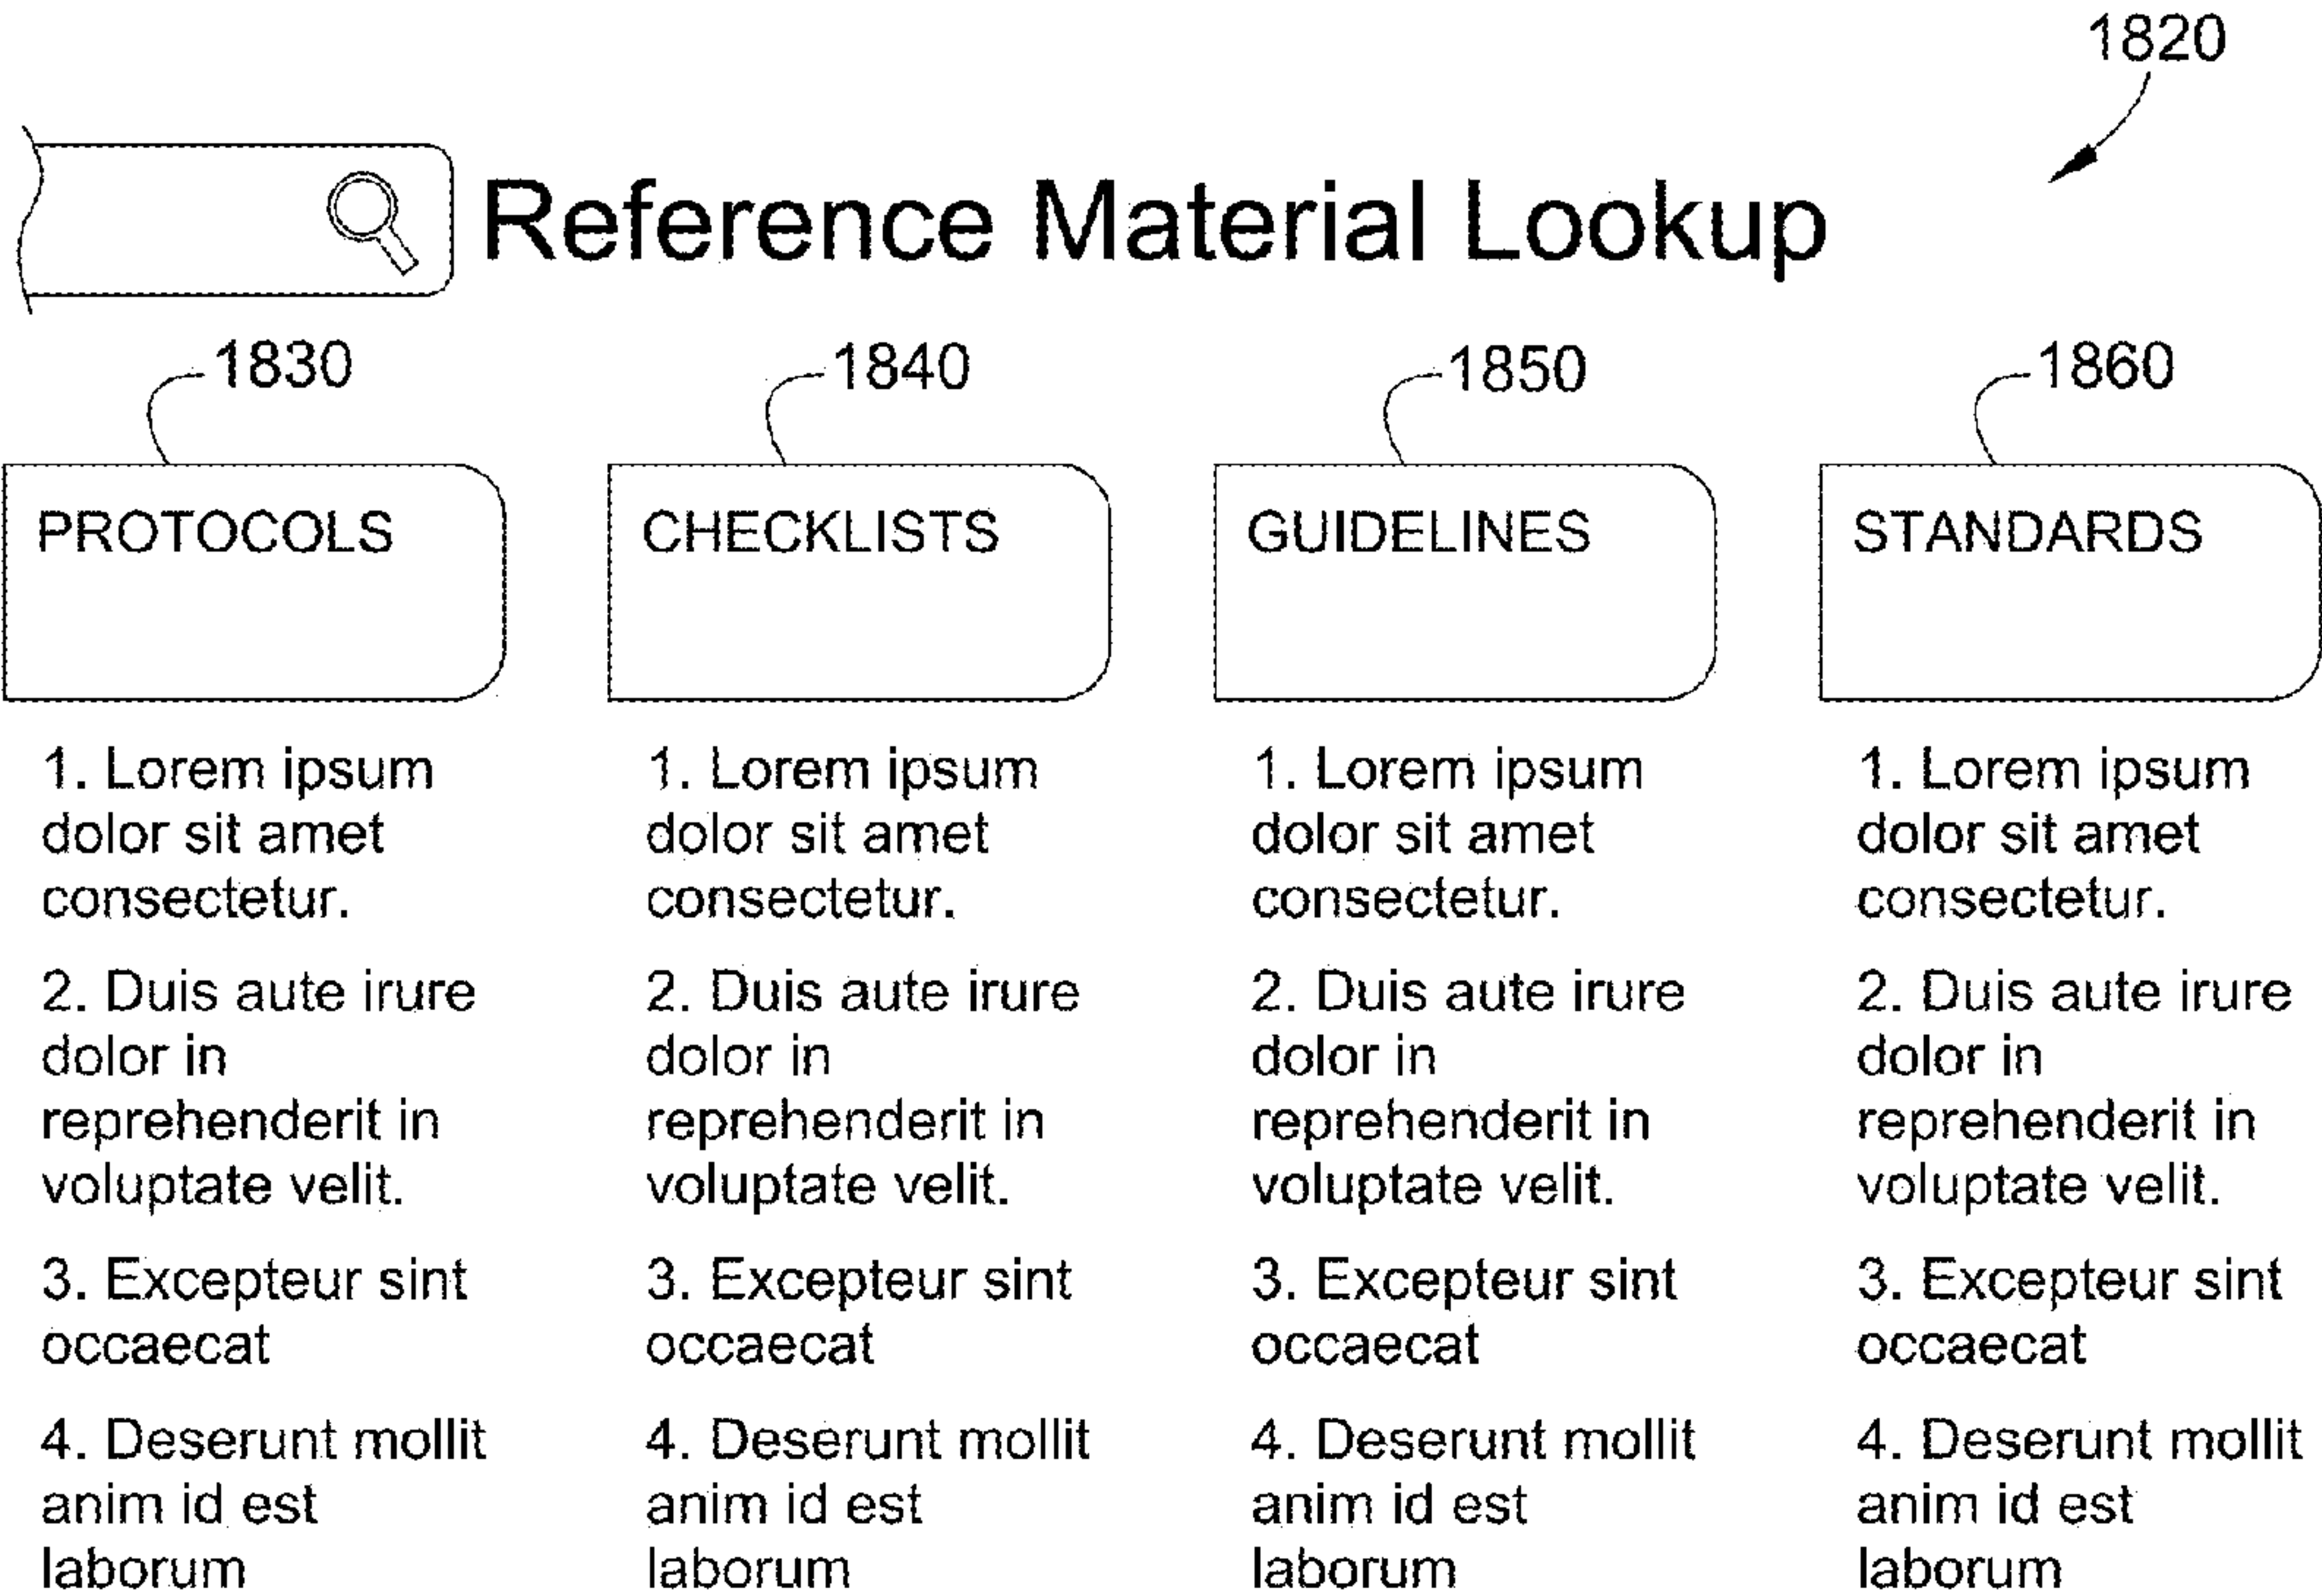 1820
Reference Material Lookup
1830
1840
1850
1860
PROTOCOLS
CHECKLISTS
GUIDELINES
STANDARDS
1. Lorem ipsum
dolor sit amet
consectetur.
2. Duis aute irure
dolor in
reprehenderit in
voluptate velit.
3. Excepteur sint
occaecat
4. Deserunt mollit
anim id est
laborum
1. Lorem ipsum
dolor sit amet
consectetur.
2. Duis aute irure
dolor in
reprehenderit in
voluptate velit.
3. Excepteur sint
occaecat
4. Deserunt mollit
anim id est
laborum
1. Lorem ipsum
dolor sit amet
consectetur.
2. Duis aute irure
dolor in
reprehenderit in
voluptate velit.
3. Excepteur sint
occaecat
4. Deserunt mollit
anim id est
laborum
1. Lorem ipsum
dolor sit amet
consectetur.
2. Duis aute irure
dolor in
reprehenderit in
voluptate velit.
3. Excepteur sint
occaecat
4. Deserunt mollit
anim id est
laborum